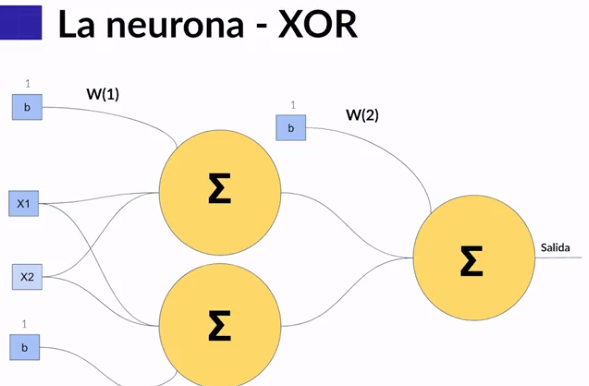 La neurona - XOR
1
b
W(1)
1
b
W(2)
X1
Σ
Σ
Salida
X2
1
b
Σ